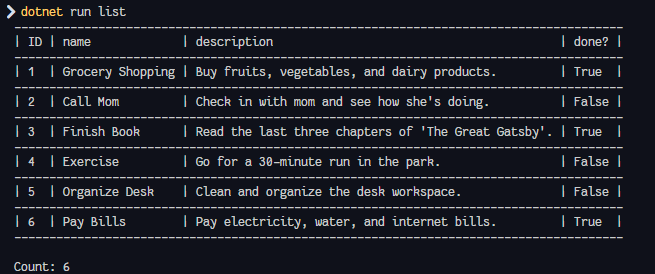 ❯ dotnet run list
---------------------------------------------------------------------------------------
| ID | name             | description                                          | done? |
---------------------------------------------------------------------------------------
| 1  | Grocery Shopping | Buy fruits, vegetables, and dairy products.          | True  |
---------------------------------------------------------------------------------------
| 2  | Call Mom         | Check in with mom and see how she's doing.           | False |
---------------------------------------------------------------------------------------
| 3  | Finish Book      | Read the last three chapters of 'The Great Gatsby'. | True  |
---------------------------------------------------------------------------------------
| 4  | Exercise         | Go for a 30-minute run in the park.                  | False |
---------------------------------------------------------------------------------------
| 5  | Organize Desk    | Clean and organize the desk workspace.               | False |
---------------------------------------------------------------------------------------
| 6  | Pay Bills        | Pay electricity, water, and internet bills.          | True  |
---------------------------------------------------------------------------------------
Count: 6